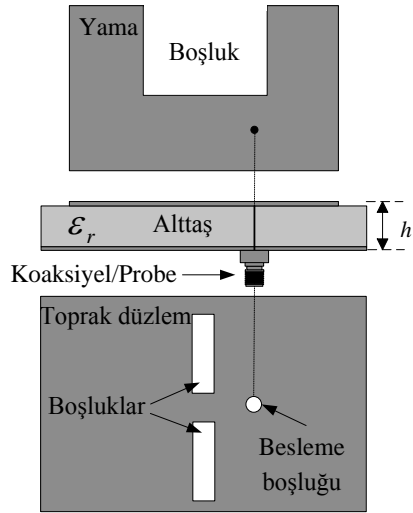 Yama
Boşluk
εr Alttaş
h
Koaksiyel/Probe
Toprak düzlem
Boşluklar
Besleme
boşluğu